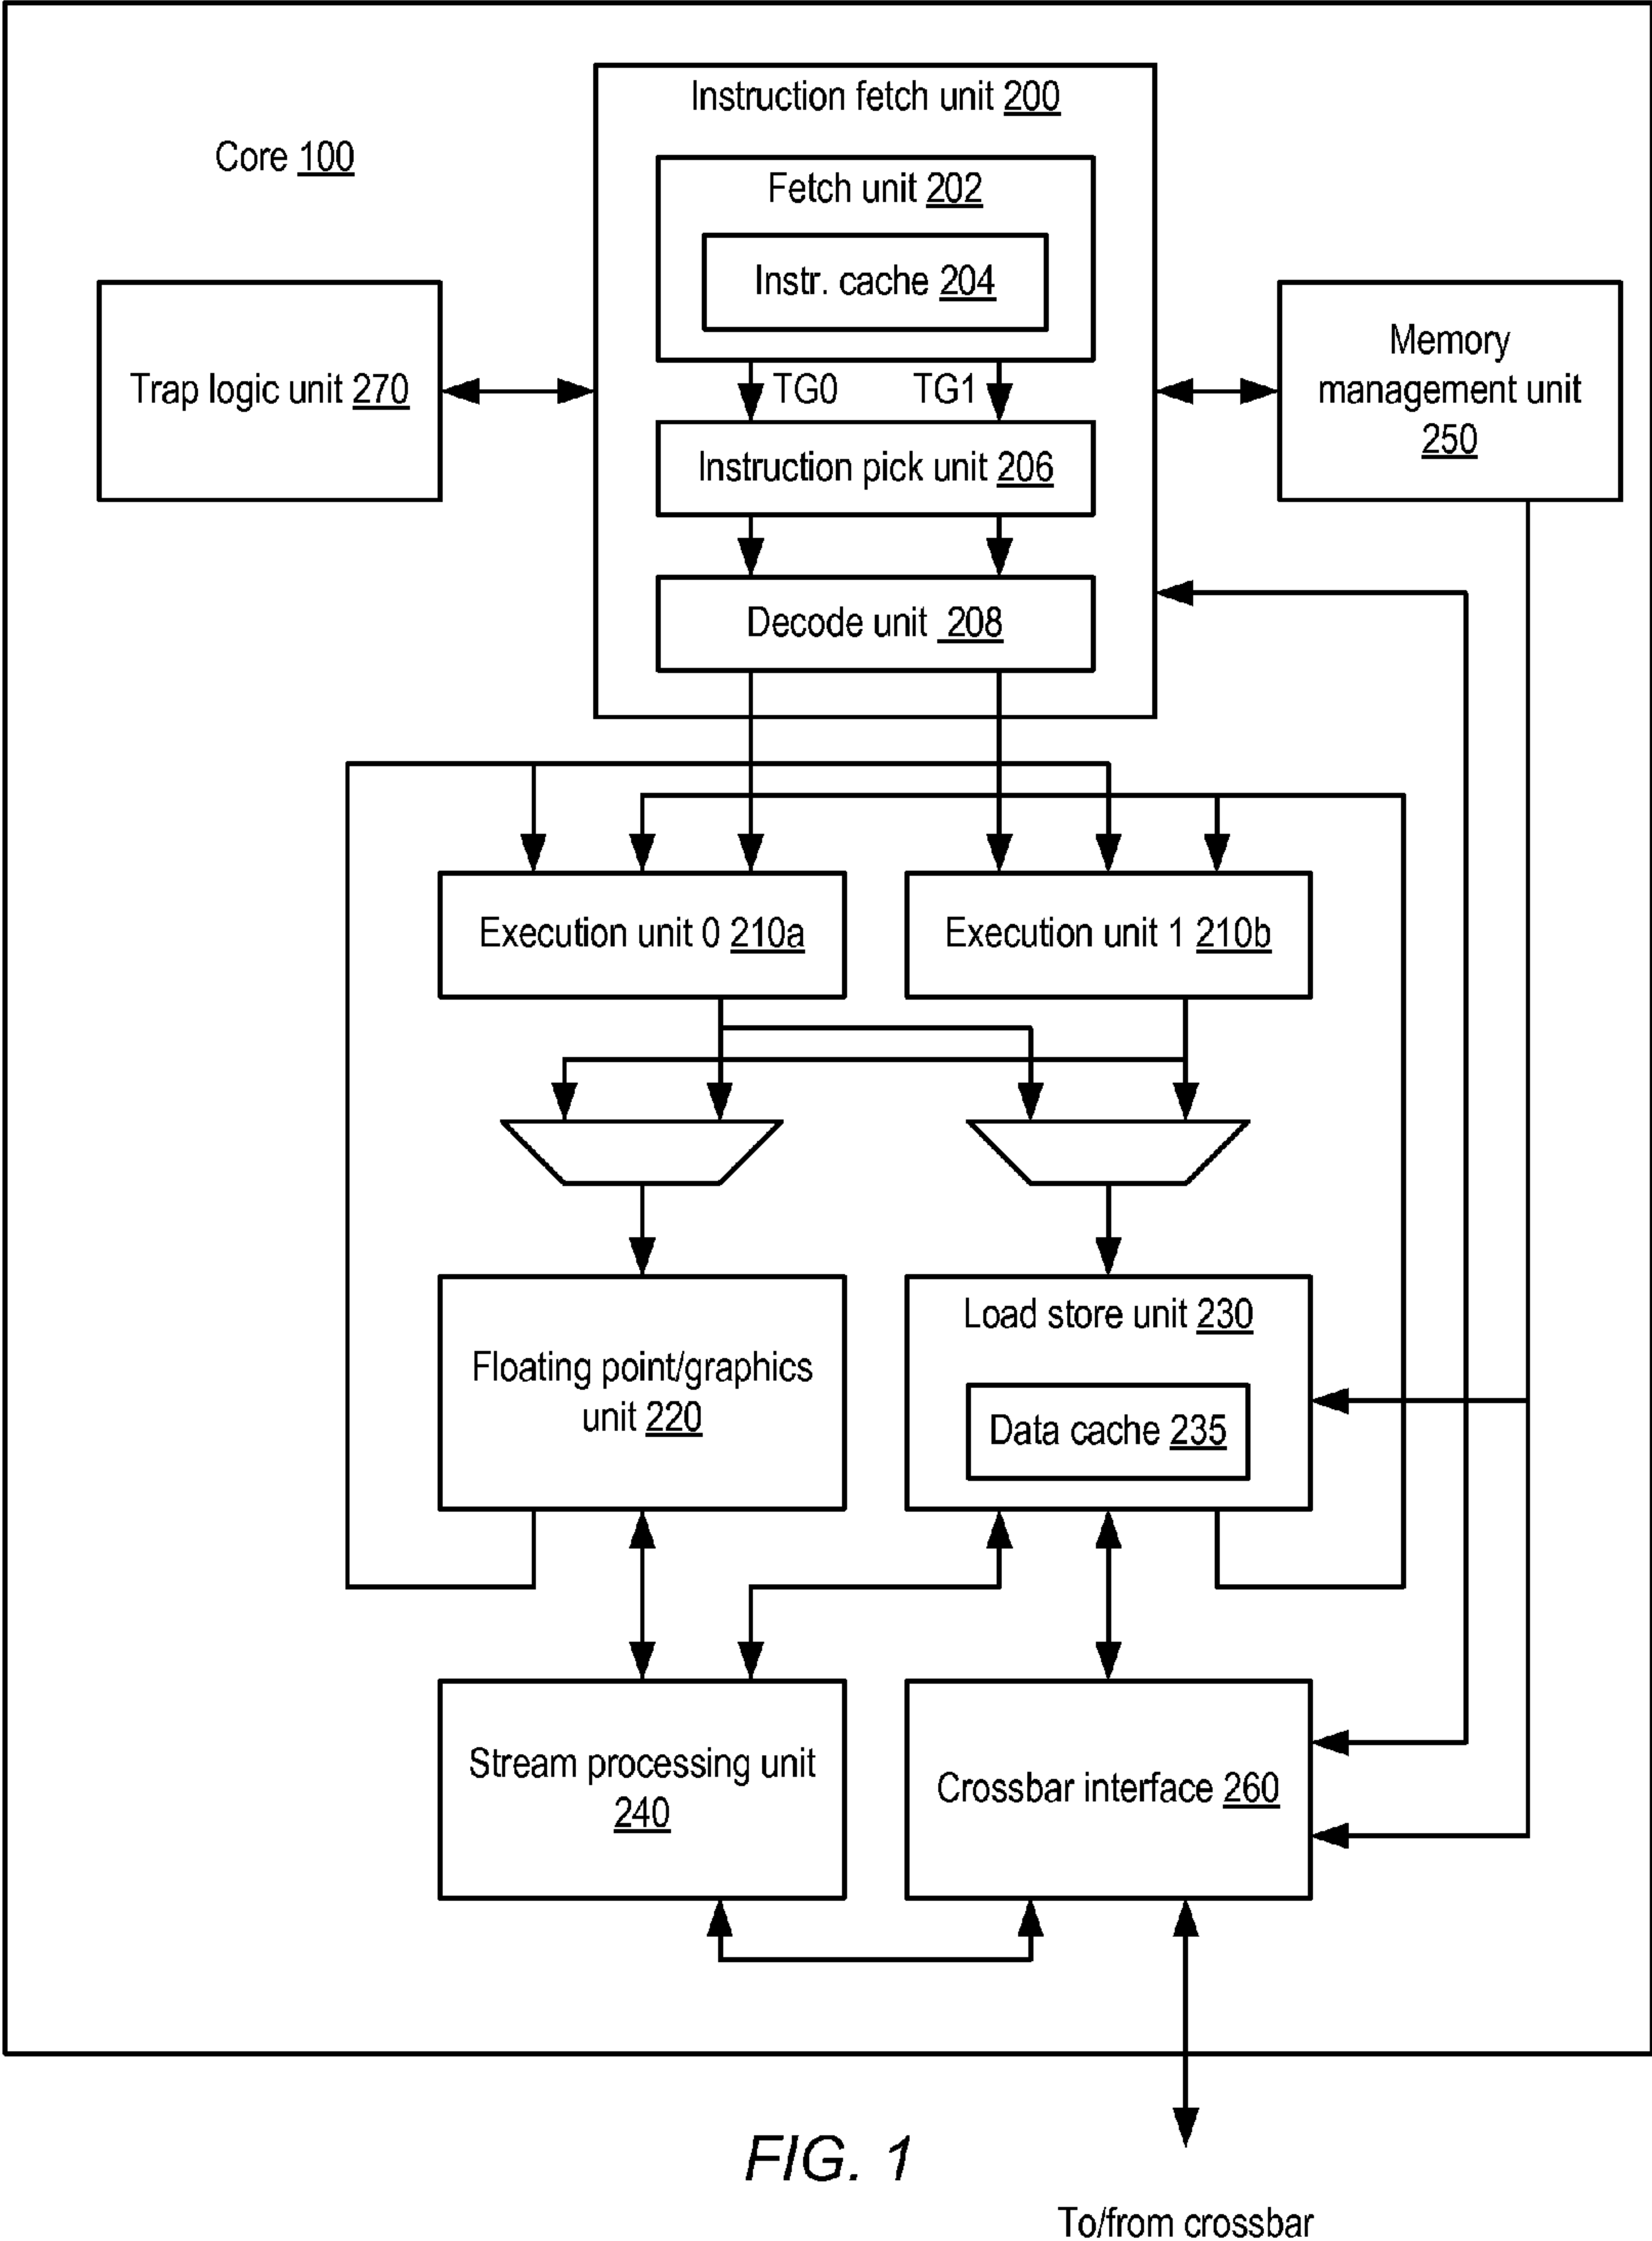 Instruction fetch unit 200
Core 100
Fetch unit 202
Instr. cache 204
Trap logic unit 270
Memory
management unit
250
TG0 TG1
Instruction pick unit 206
Decode unit 208
Execution unit 0 210a
Execution unit 1 210b
Floating point/graphics
unit 220
Load store unit 230
Data cache 235
Stream processing unit
240
Crossbar interface 260
FIG. 1
To/from crossbar